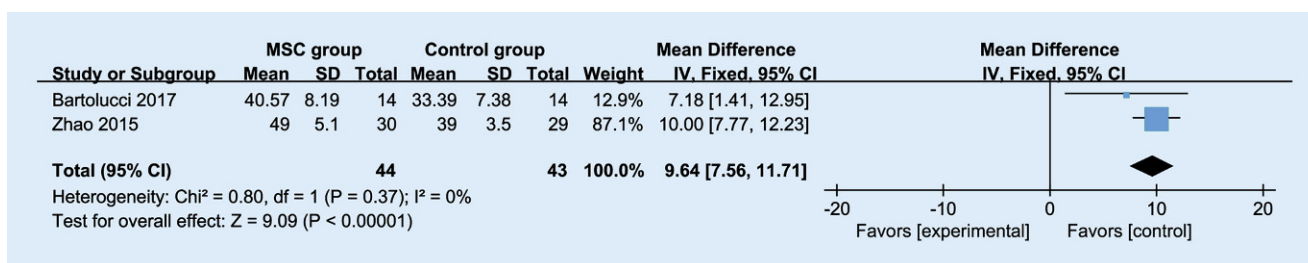 MSC group Control group Mean Difference Mean Difference
Study or Subgroup Mean SD Total Mean SD Total Weight IV, Fixed, 95% CI IV, Fixed, 95% CI
Bartolucci 2017 40.57 8.19 14 33.39 7.38 14 12.9% 7.18 [1.41, 12.95]
Zhao 2015 49 5.1 30 39 3.5 29 87.1% 10.00 [7.77, 12.23]
Total (95% CI) 44 43 100.0% 9.64 [7.56, 11.71]
Heterogeneity: Chi² = 0.80, df = 1 (P = 0.37); I² = 0%
Test for overall effect: Z = 9.09 (P < 0.00001)
-20 -10 0 10 20
Favors [experimental] Favors [control]